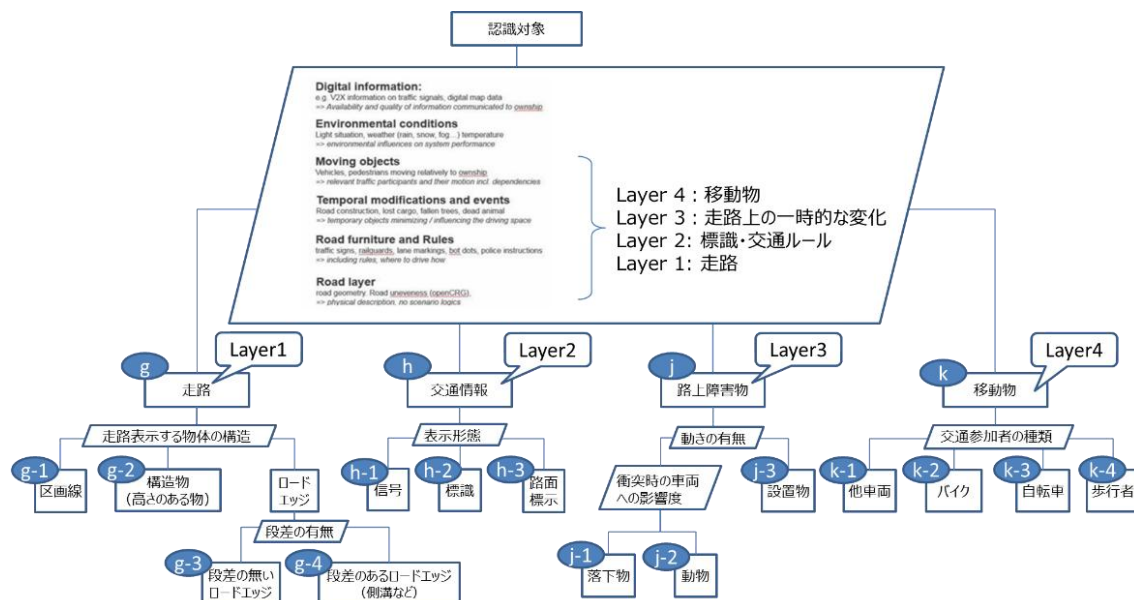 認識対象
Digital information:
e.g. V2X information on traffic signals, digital map data
=> Availability and quality of information communicated to ownship
Environmental conditions
Light situation, weather (rain, snow, fog…) temperature
=> environmental influences on system performance
Moving objects
Vehicles, pedestrians moving relatively to ownship
=> relevant traffic participants and their motion incl. dependencies
Temporal modifications and events
Road construction, lost cargo, fallen trees, dead animal
=> temporary objects minimizing / influencing the driving space
Road furniture and Rules
traffic signs, railguards, lane markings, bot dots, police instructions
=> including rules, where to drive how
Road layer
road geometry. Road uneveness (openCRG),
=> physical description, no scenario logics
Layer 4 : 移動物
Layer 3 : 走路上の一時的な変化
Layer 2: 標識・交通ルール
Layer 1: 走路
Layer1
Layer2
Layer3
Layer4
g
走路
h
交通情報
j
路上障害物
k
移動物
走路表示する物体の構造
表示形態
動きの有無
交通参加者の種類
g-1
区画線
g-2
構造物
(高さのある物)
ロード
エッジ
h-1
信号
h-2
標識
h-3
路面
標示
衝突時の車両
への影響度
j-3
設置物
k-1
他車両
k-2
バイク
k-3
自転車
k-4
歩行者
段差の有無
g-3
段差の無い
ロードエッジ
g-4
段差のあるロードエッジ
(側溝など)
j-1
落下物
j-2
動物